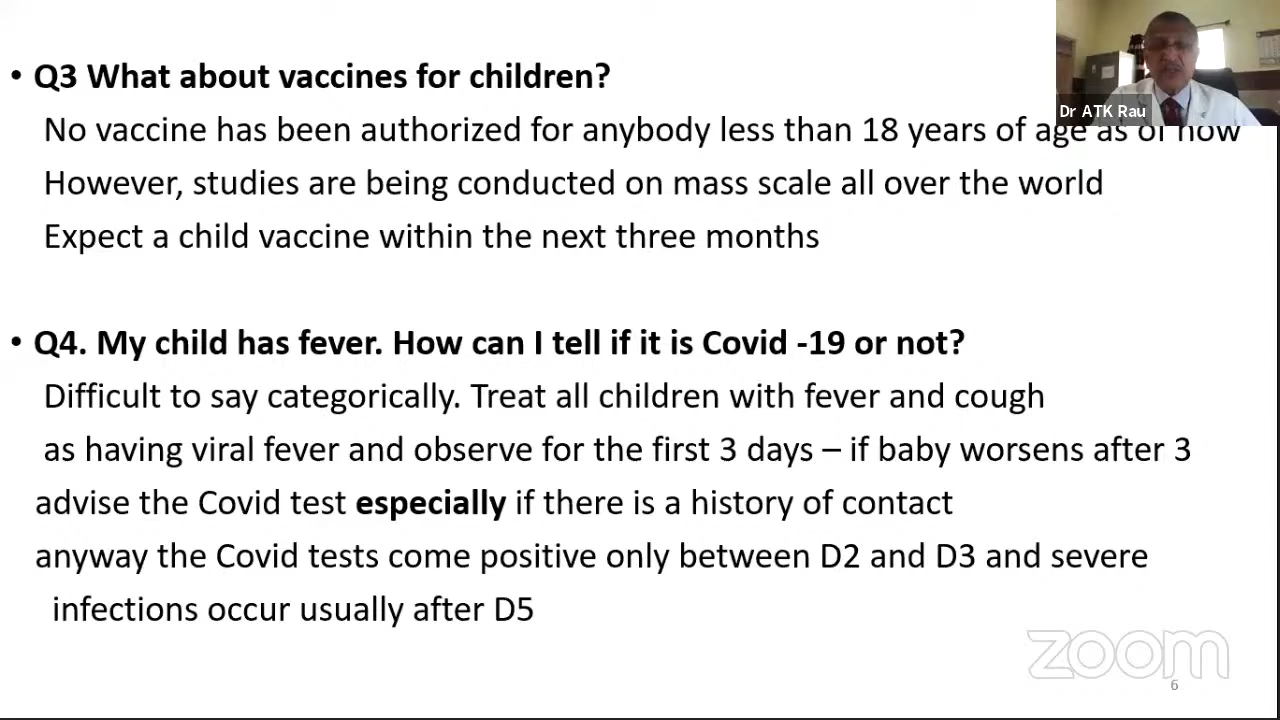 • Q3 What about vaccines for children?
Dr ATK Rau
No vaccine has been authorized for anybody less than 18 years of age as of now
However, studies are being conducted on mass scale all over the world
Expect a child vaccine within the next three months
• Q4. My child has fever. How can I tell if it is Covid -19 or not?
Difficult to say categorically. Treat all children with fever and cough
as having viral fever and observe for the first 3 days – if baby worsens after 3
advise the Covid test especially if there is a history of contact
anyway the Covid tests come positive only between D2 and D3 and severe
infections occur usually after D5
zoom
6